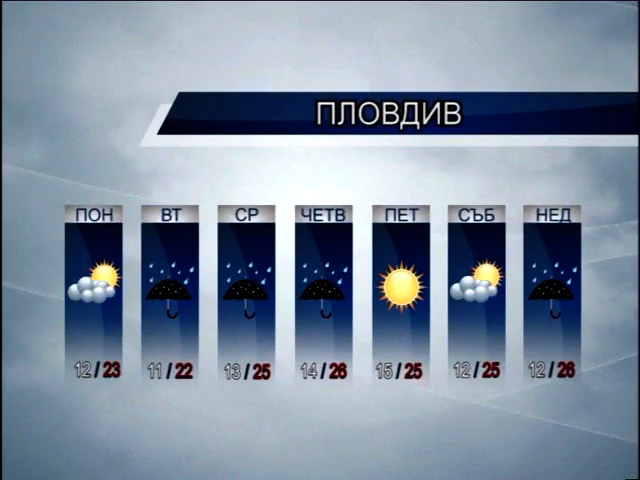 ПЛОВДИВ
ПОН ВТ СР ЧЕТВ ПЕТ СЪБ НЕД
12 / 23 11 / 22 13 / 25 14 / 26 15 / 25 12 / 25 12 / 26